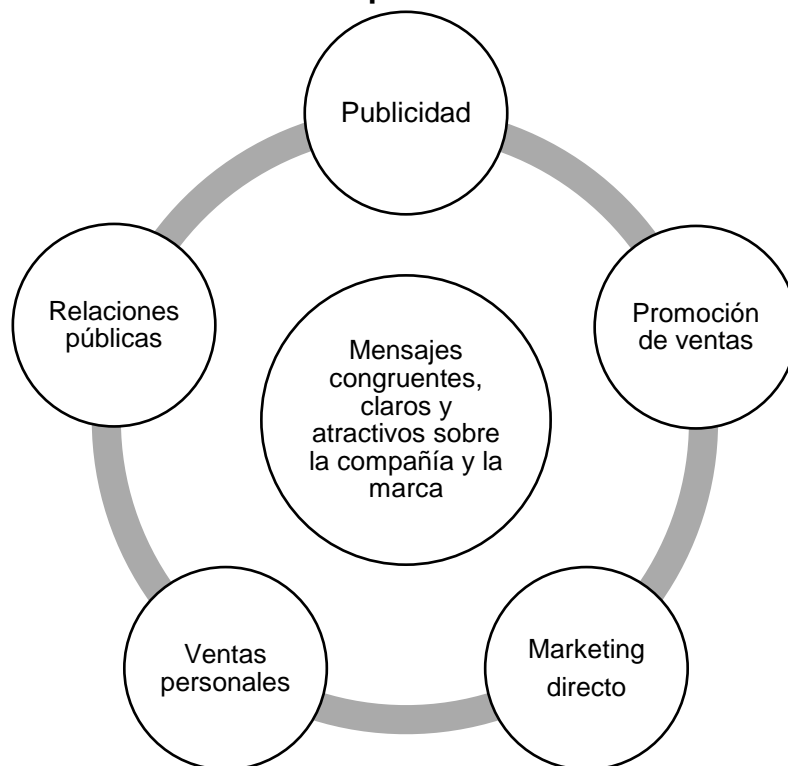 Publicidad
Relaciones
públicas
Promoción
de ventas
Mensajes
congruentes,
claros y
atractivos sobre
la compañía y la
marca
Ventas
personales
Marketing
directo